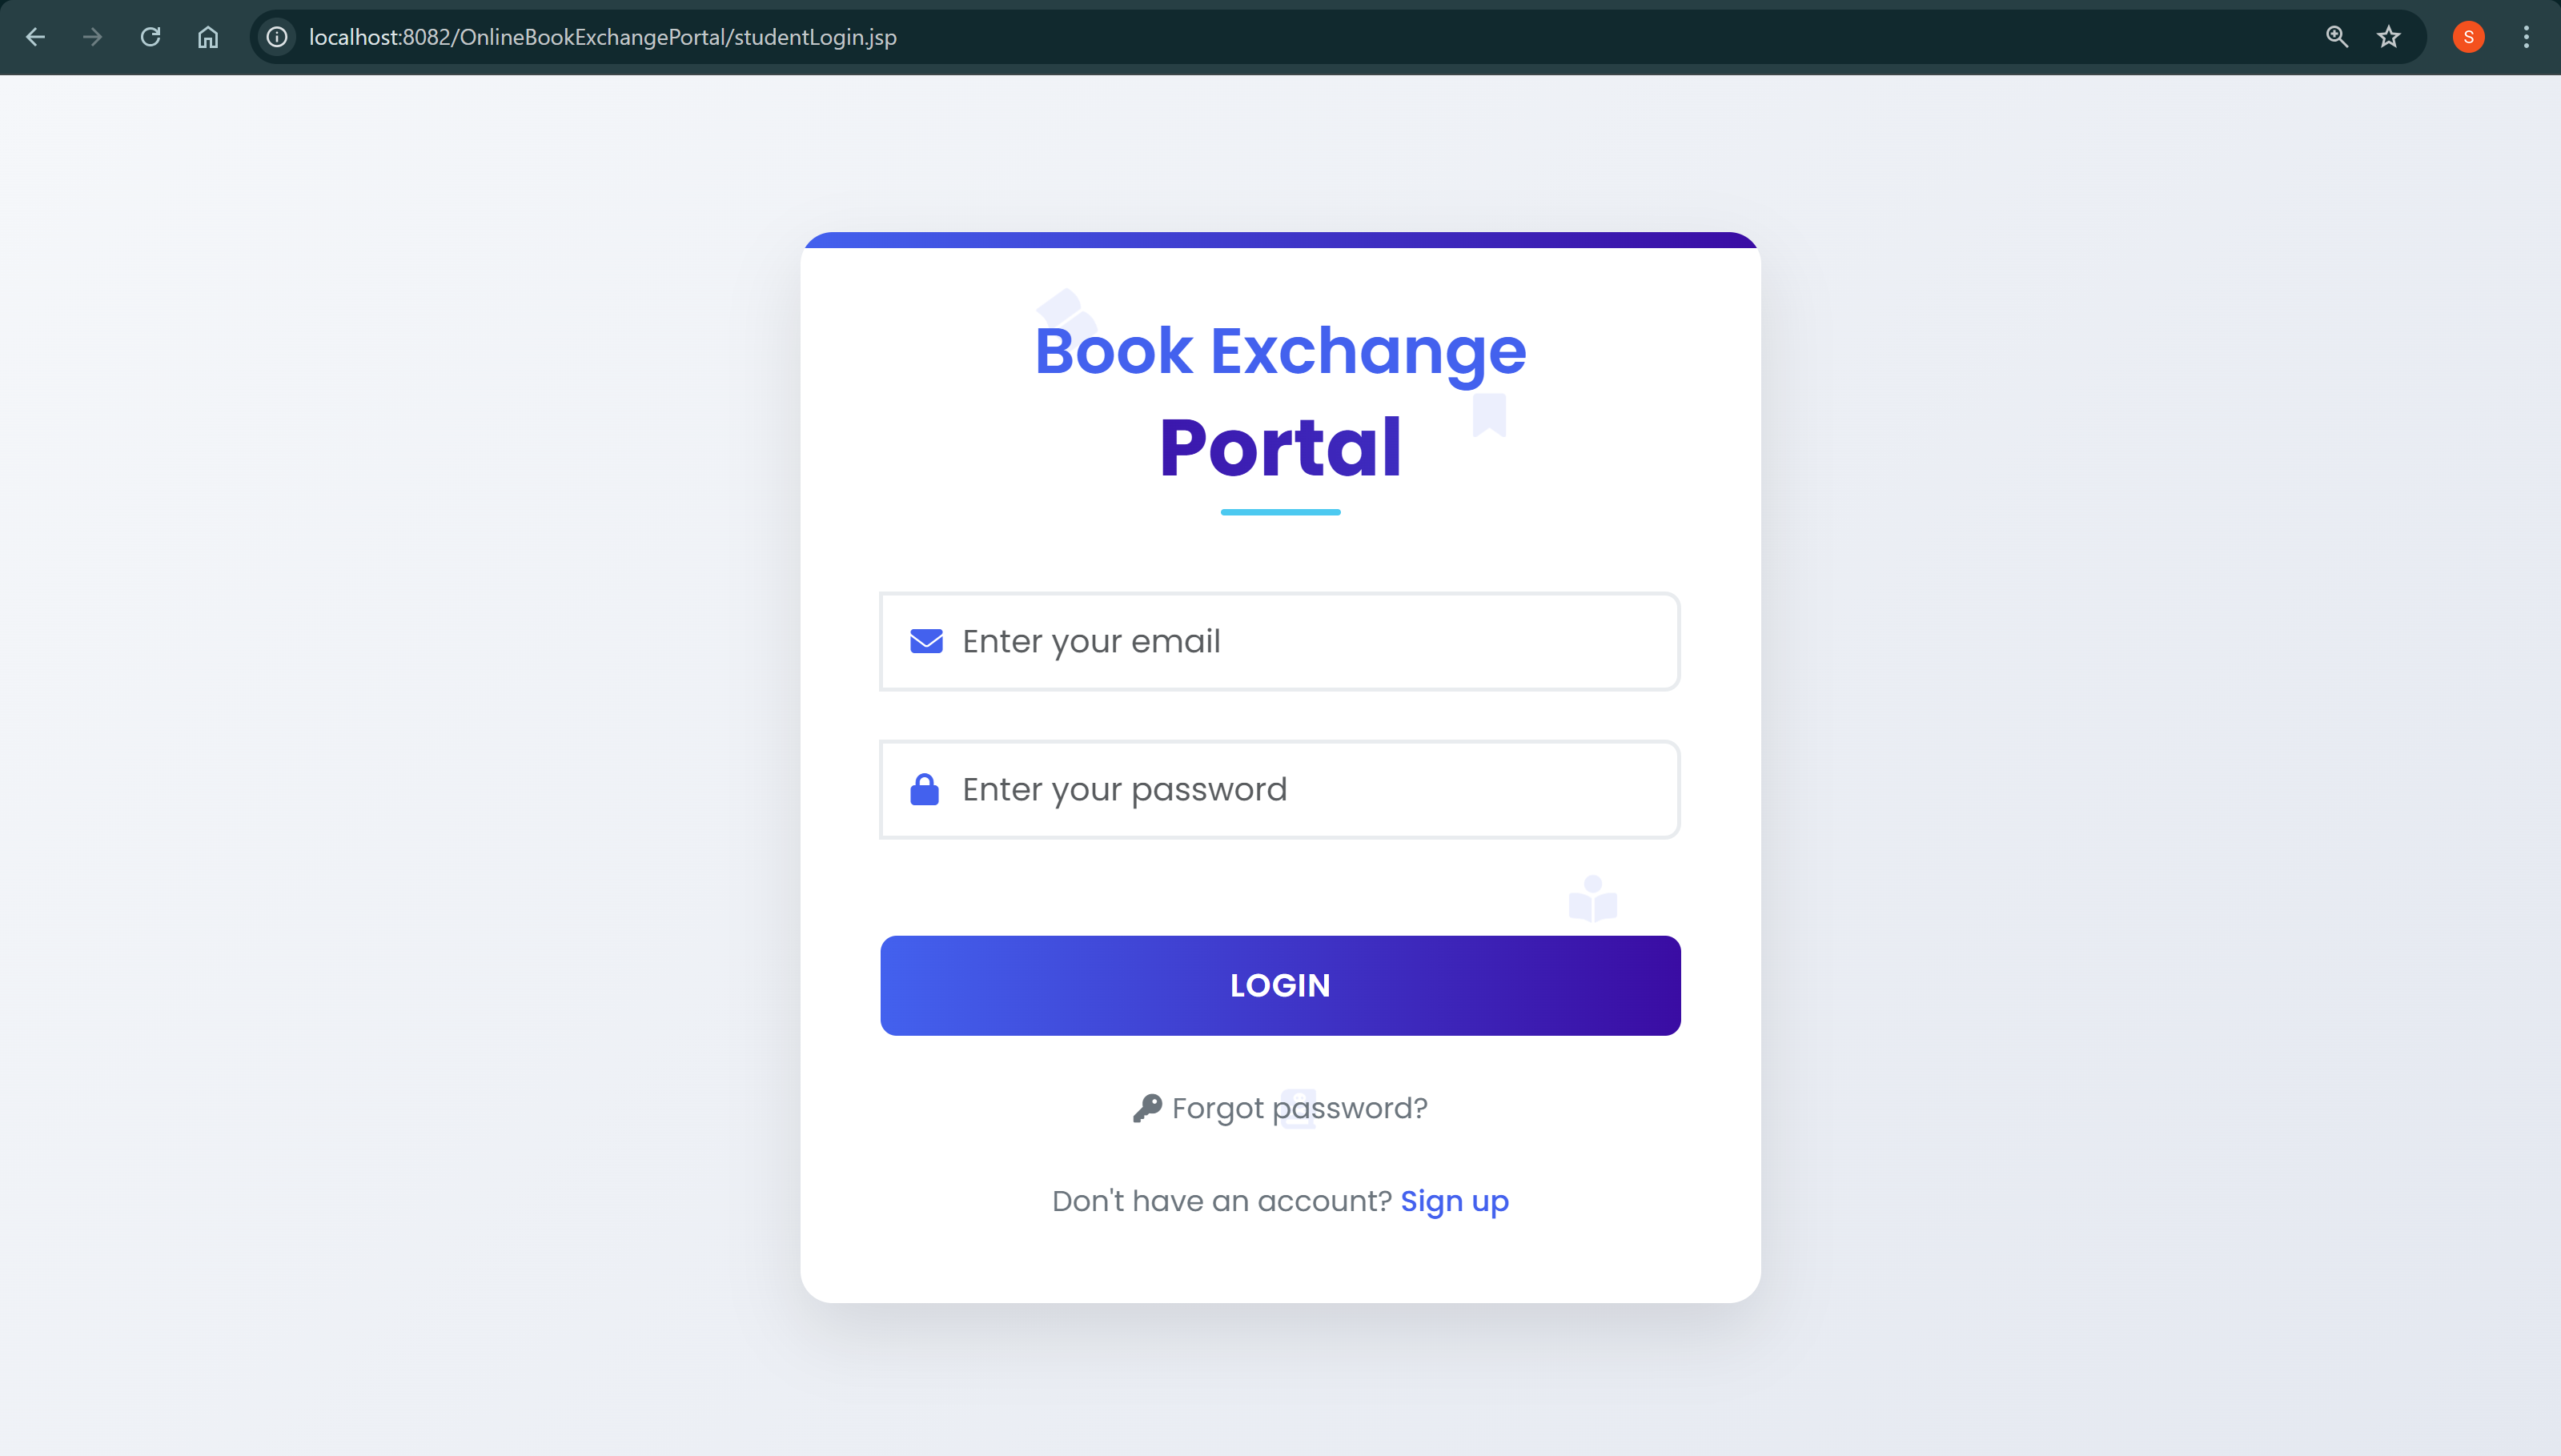 localhost:8082/OnlineBookExchangePortal/studentLogin.jsp
S
Book Exchange
Portal
Enter your email
Enter your password
LOGIN
Forgot password?
Don't have an account? Sign up